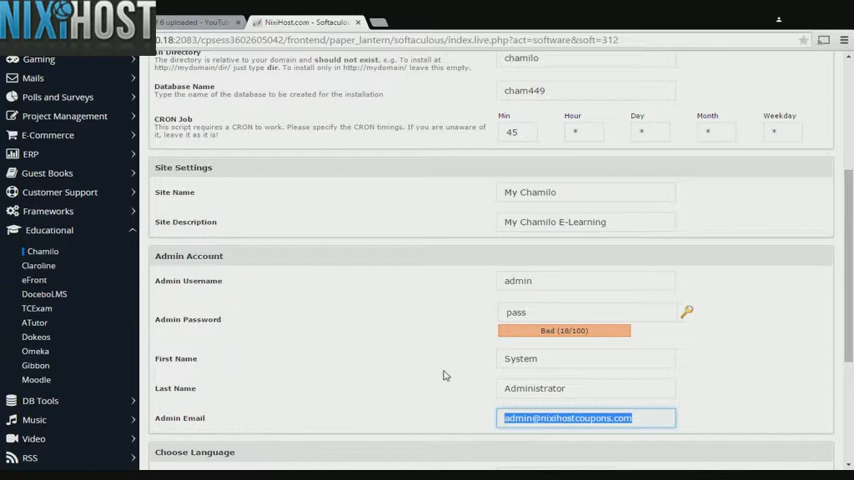 NIXIHOST
f 6 uploaded - YouTub
NixiHost.com - Softaculous
0.18:2083/cpsess3602605042/frontend/paper_lantern/softaculous/index.live.php?act=software&soft=312
Gaming
Mails
Polls and Surveys
Project Management
E-Commerce
ERP
Guest Books
Customer Support
Frameworks
Educational
Chamilo
Claroline
eFront
DoceboLMS
TCExam
ATutor
Dokeos
Omeka
Gibbon
Moodle
DB Tools
Music
Video
RSS
In Directory
The directory is relative to your domain and should not exist. e.g. To install at
http://mydomain/dir/ just type dir. To install only in http://mydomain/ leave this empty.
chamilo
Database Name
Type the name of the database to be created for the installation
cham449
CRON Job
This script requires a CRON to work. Please specify the CRON timings. If you are unaware of
it, leave it as it is!
Min Hour Day Month Weekday
45 * * * *
Site Settings
Site Name
My Chamilo
Site Description
My Chamilo E-Learning
Admin Account
Admin Username
admin
Admin Password
pass
Bad (18/100)
First Name
System
Last Name
Administrator
Admin Email
admin@nixihostcoupons.com
Choose Language